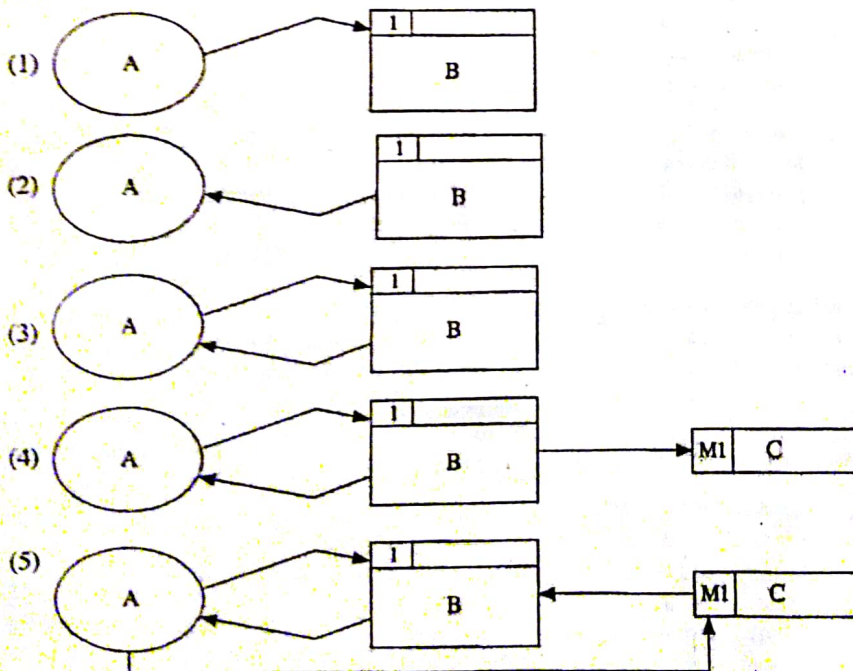 1
(1) A B
1
(2) A B
1
(3) A B
1
(4) A B M1 C
(5) 1
A B M1 C